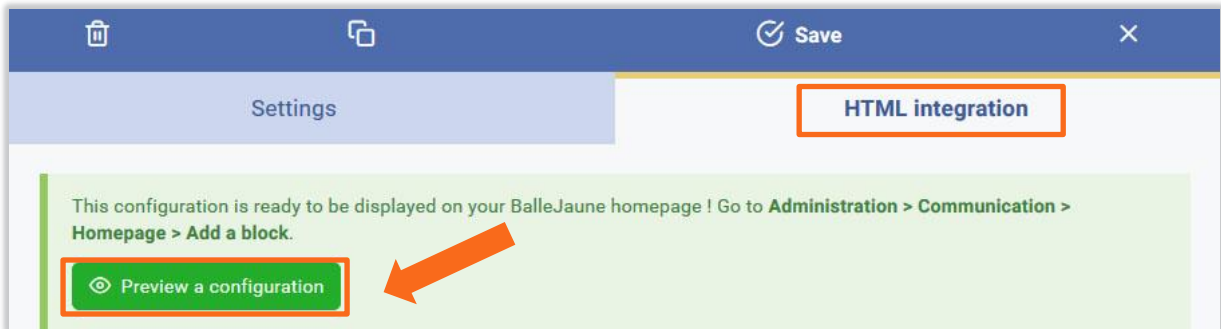 Save
Settings
HTML integration
This configuration is ready to be displayed on your BalleJaune homepage ! Go to Administration > Communication >
Homepage > Add a block.
Preview a configuration